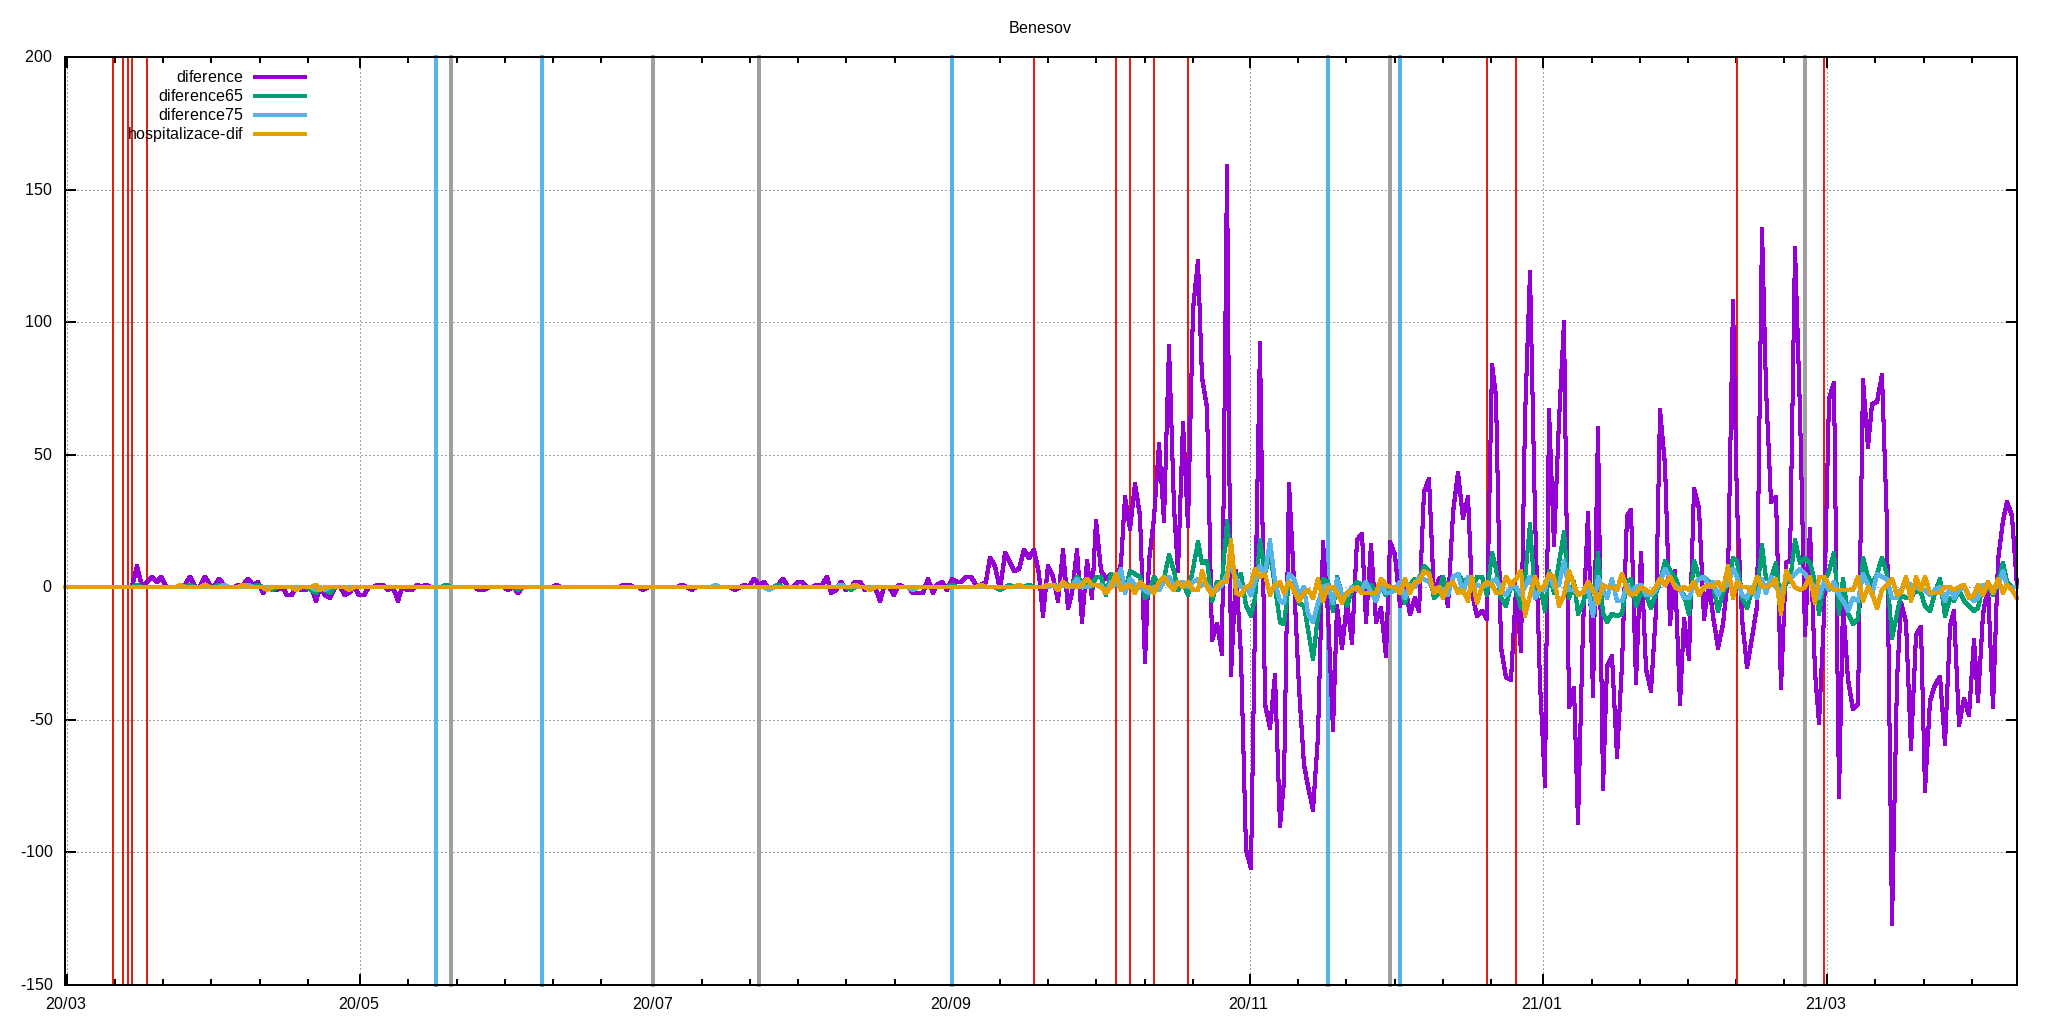 Benesov
200
150
100
50
0
-50
-100
-150
diference
diference65
diference75
hospitalizace-dif
20/03 20/05 20/07 20/09 20/11 21/01 21/03